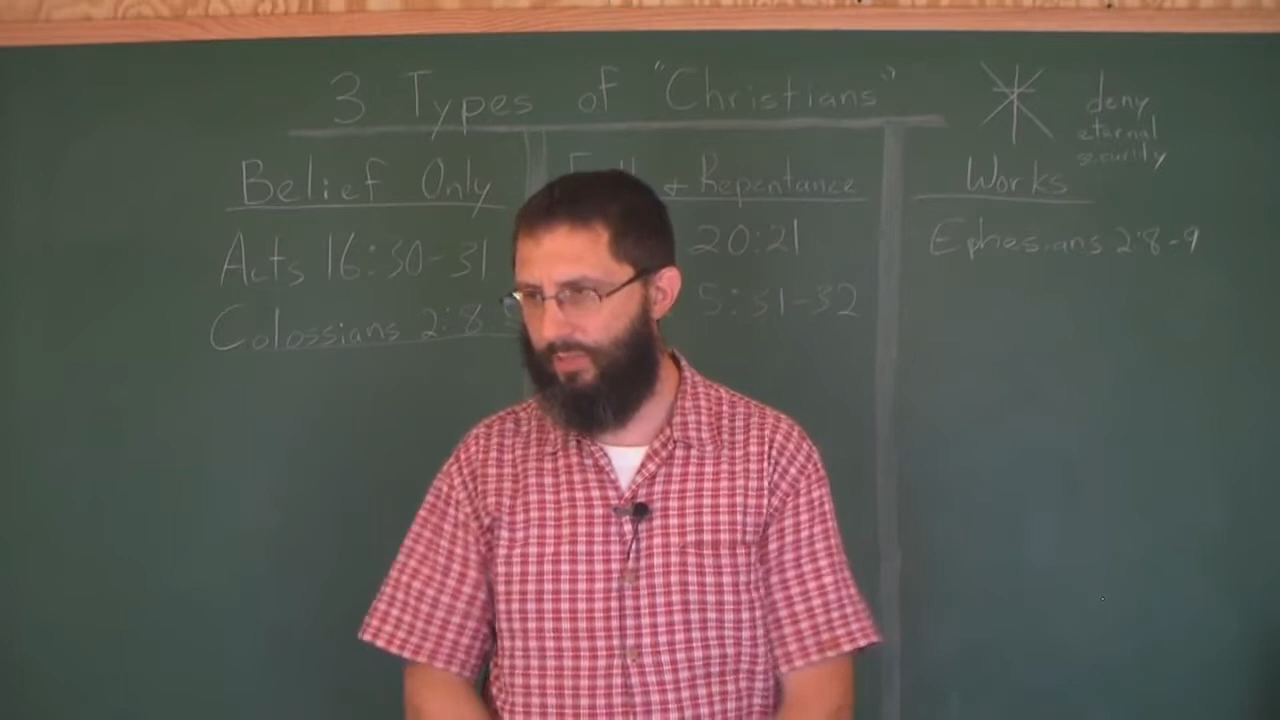 3 Types of "Christians"
deny
eternal
security
Belief Only
& Repentance
Works
Acts 16:30-31
20:21
Ephesians 2:8-9
Colossians 2:8
5:31-32